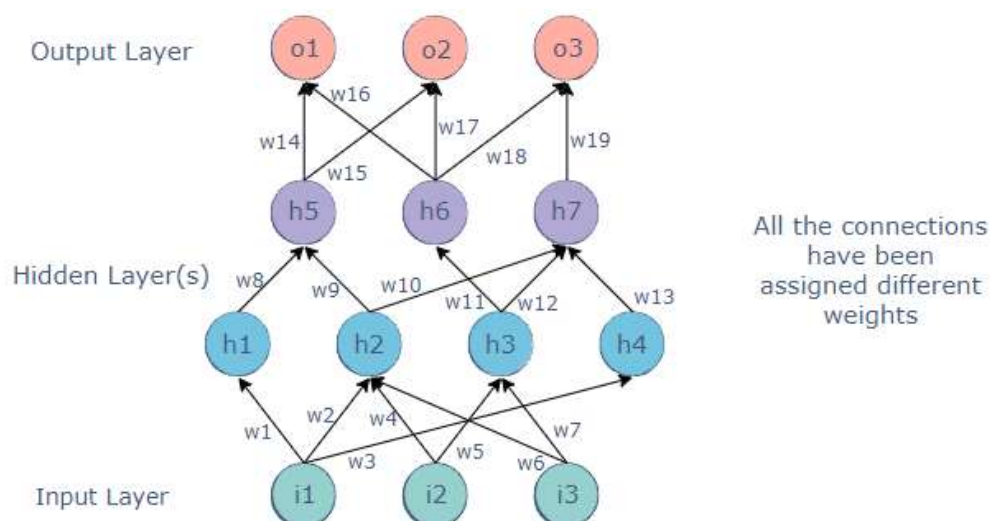 Output Layer
o1 o2 o3
w16
w14 w17 w19
w15 w18
h5 h6 h7
All the connections
have been
assigned different
weights
Hidden Layer(s)
w8 w9 w10 w11 w12 w13
h1 h2 h3 h4
w1 w2 w4 w5 w7
w3 w6
Input Layer
i1 i2 i3